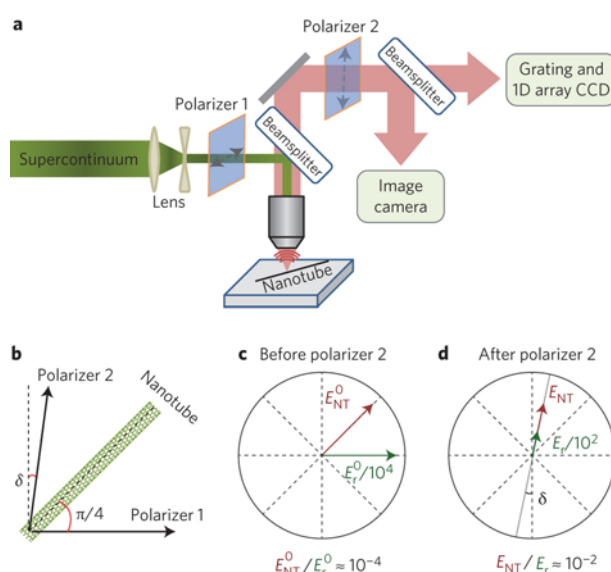 a
Polarizer 2
Beamsplitter
Grating and
1D array CCD
Polarizer 1
Beamsplitter
Supercontinuum
Lens
Image
camera
Nanotube
b
Polarizer 2
Nanotube
δ
π/4
Polarizer 1
c Before polarizer 2
E⁰NT
E⁰r/10⁴
E⁰NT/E⁰r ≈ 10⁻⁴
d After polarizer 2
ENT
Er/10²
δ
ENT/Er ≈ 10⁻²